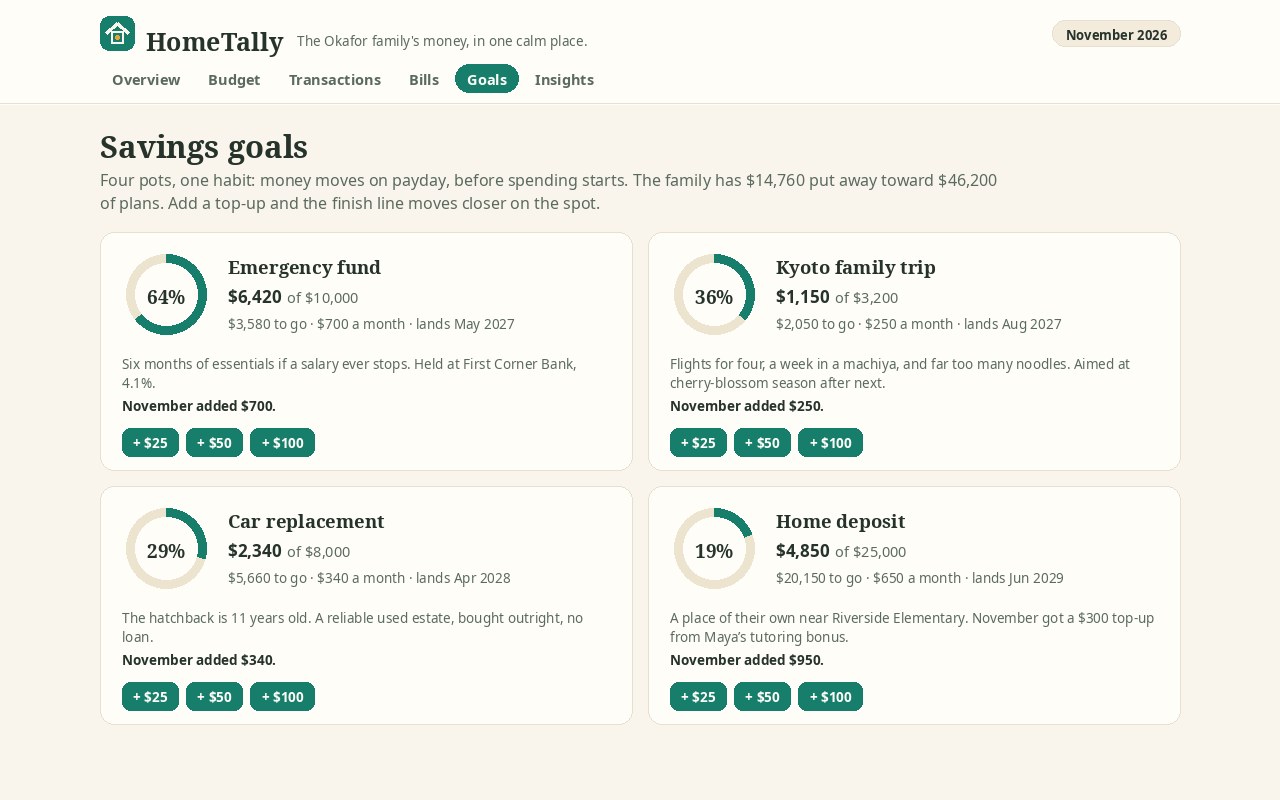 HomeTally
The Okafor family's money, in one calm place.
November 2026
Overview
Budget
Transactions
Bills
Goals
Insights
Savings goals
Four pots, one habit: money moves on payday, before spending starts. The family has $14,760 put away toward $46,200
of plans. Add a top-up and the finish line moves closer on the spot.
64%
Emergency fund
$6,420 of $10,000
$3,580 to go · $700 a month · lands May 2027
Six months of essentials if a salary ever stops. Held at First Corner Bank,
4.1%.
November added $700.
+ $25
+ $50
+ $100
36%
Kyoto family trip
$1,150 of $3,200
$2,050 to go · $250 a month · lands Aug 2027
Flights for four, a week in a machiya, and far too many noodles. Aimed at
cherry-blossom season after next.
November added $250.
+ $25
+ $50
+ $100
29%
Car replacement
$2,340 of $8,000
$5,660 to go · $340 a month · lands Apr 2028
The hatchback is 11 years old. A reliable used estate, bought outright, no
loan.
November added $340.
+ $25
+ $50
+ $100
19%
Home deposit
$4,850 of $25,000
$20,150 to go · $650 a month · lands Jun 2029
A place of their own near Riverside Elementary. November got a $300 top-up
from Maya’s tutoring bonus.
November added $950.
+ $25
+ $50
+ $100